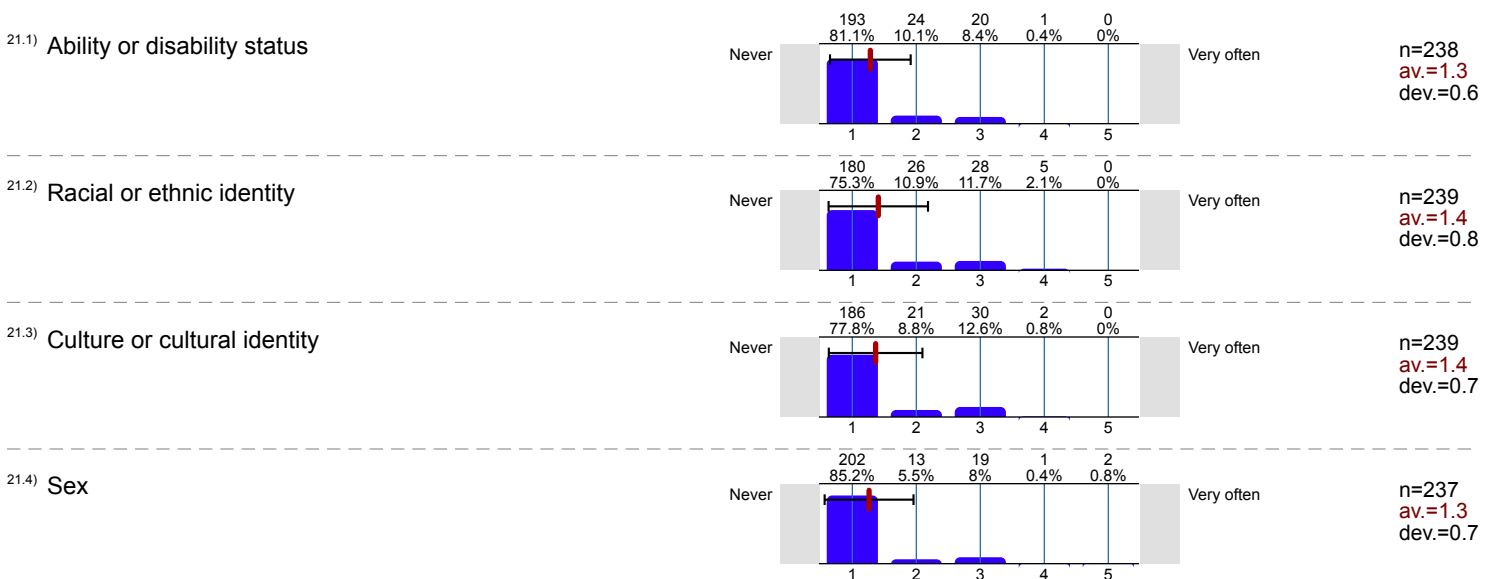 193 24 20 1 0
81.1% 10.1% 8.4% 0.4% 0%
21.1) Ability or disability status
Never Very often
n=238
av.=1.3
dev.=0.6
1 2 3 4 5
180 26 28 5 0
75.3% 10.9% 11.7% 2.1% 0%
21.2) Racial or ethnic identity
Never Very often
n=239
av.=1.4
dev.=0.8
1 2 3 4 5
186 21 30 2 0
77.8% 8.8% 12.6% 0.8% 0%
21.3) Culture or cultural identity
Never Very often
n=239
av.=1.4
dev.=0.7
1 2 3 4 5
202 13 19 1 2
85.2% 5.5% 8% 0.4% 0.8%
21.4) Sex
Never Very often
n=237
av.=1.3
dev.=0.7
1 2 3 4 5